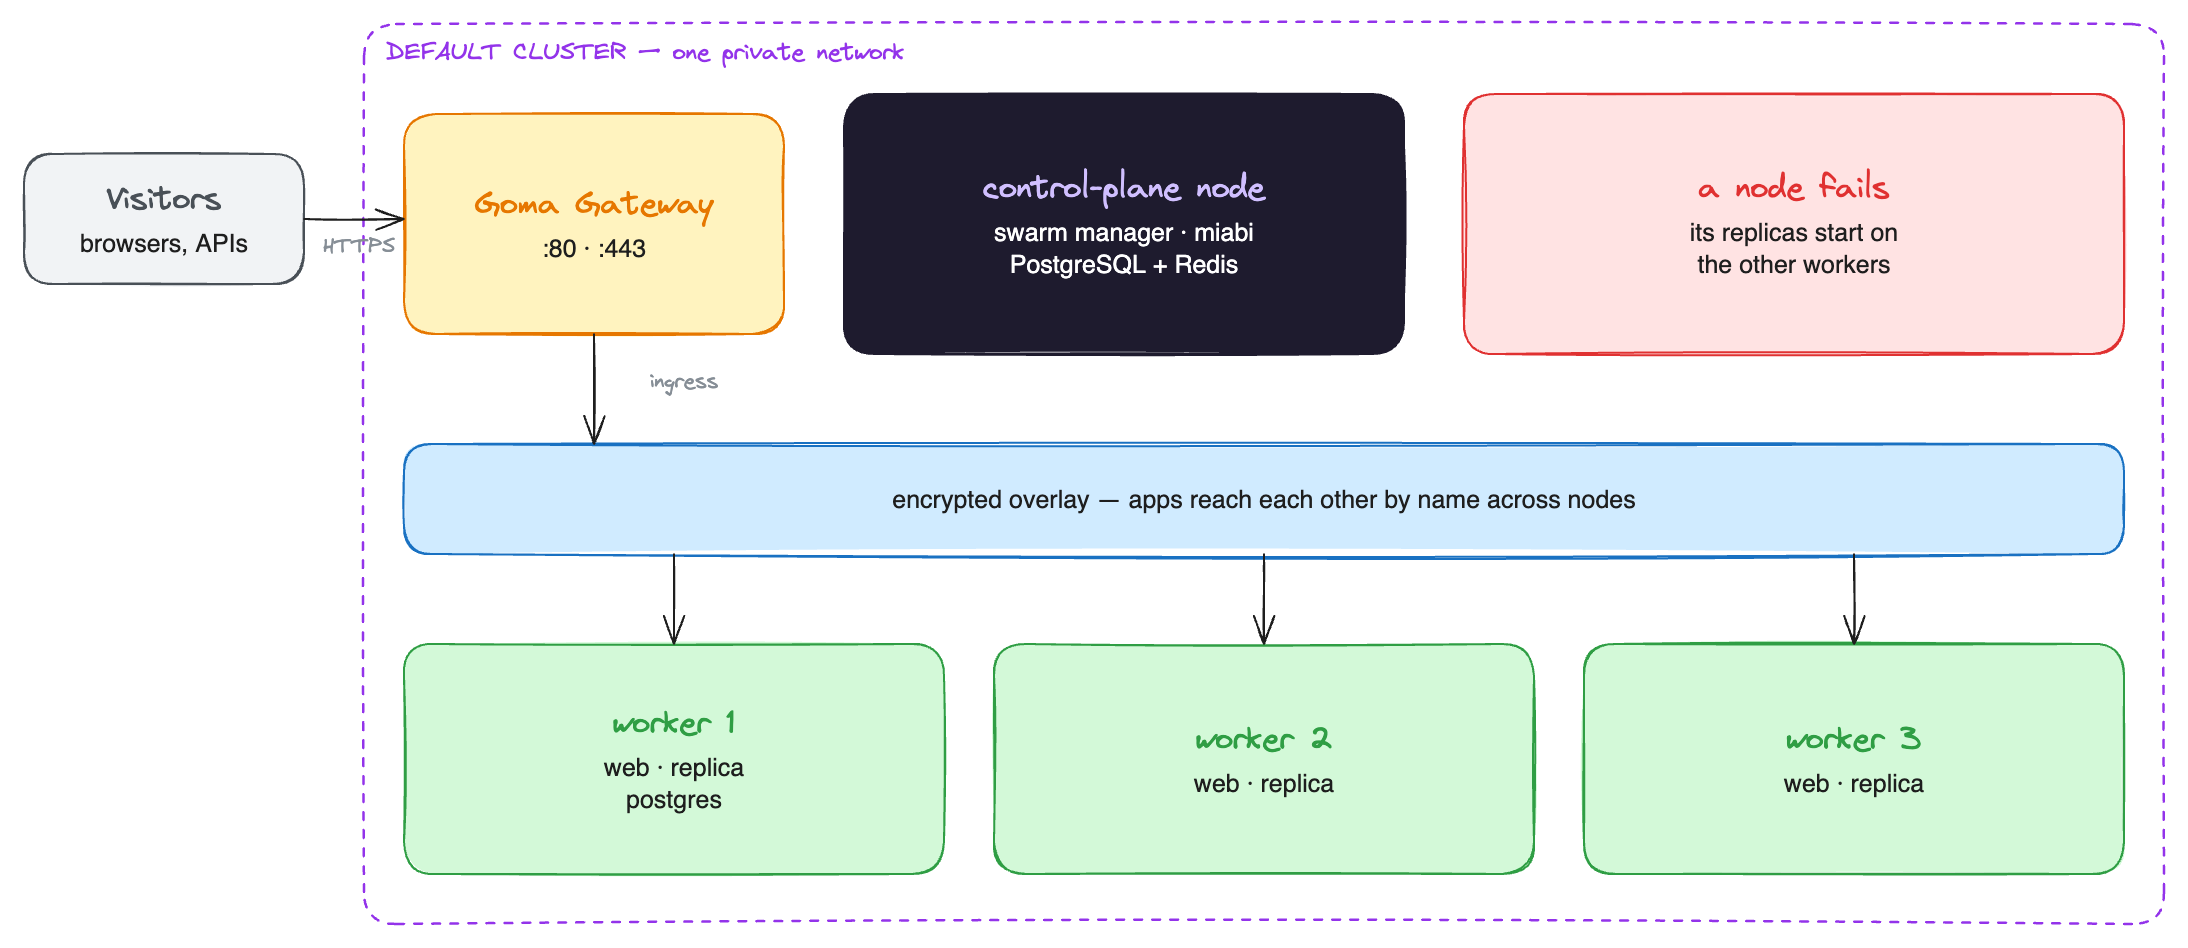 DEFAULT CLUSTER — one private network
Visitors
browsers, APIs
HTTPS
Goma Gateway
:80 · :443
control-plane node
swarm manager · miabi
PostgreSQL + Redis
a node fails
its replicas start on
the other workers
ingress
encrypted overlay — apps reach each other by name across nodes
worker 1
web · replica
postgres
worker 2
web · replica
worker 3
web · replica